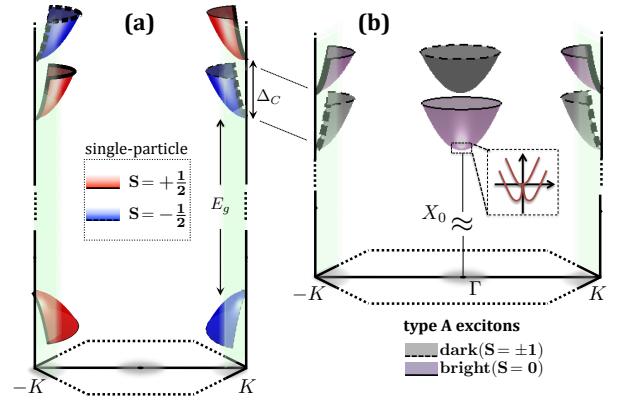 (a)
Δ_C
single-particle
S = +1/2
S = −1/2
E_g
−K
K
(b)
X_0
≈
Γ
−K
K
type A excitons
dark(S = ±1)
bright(S = 0)